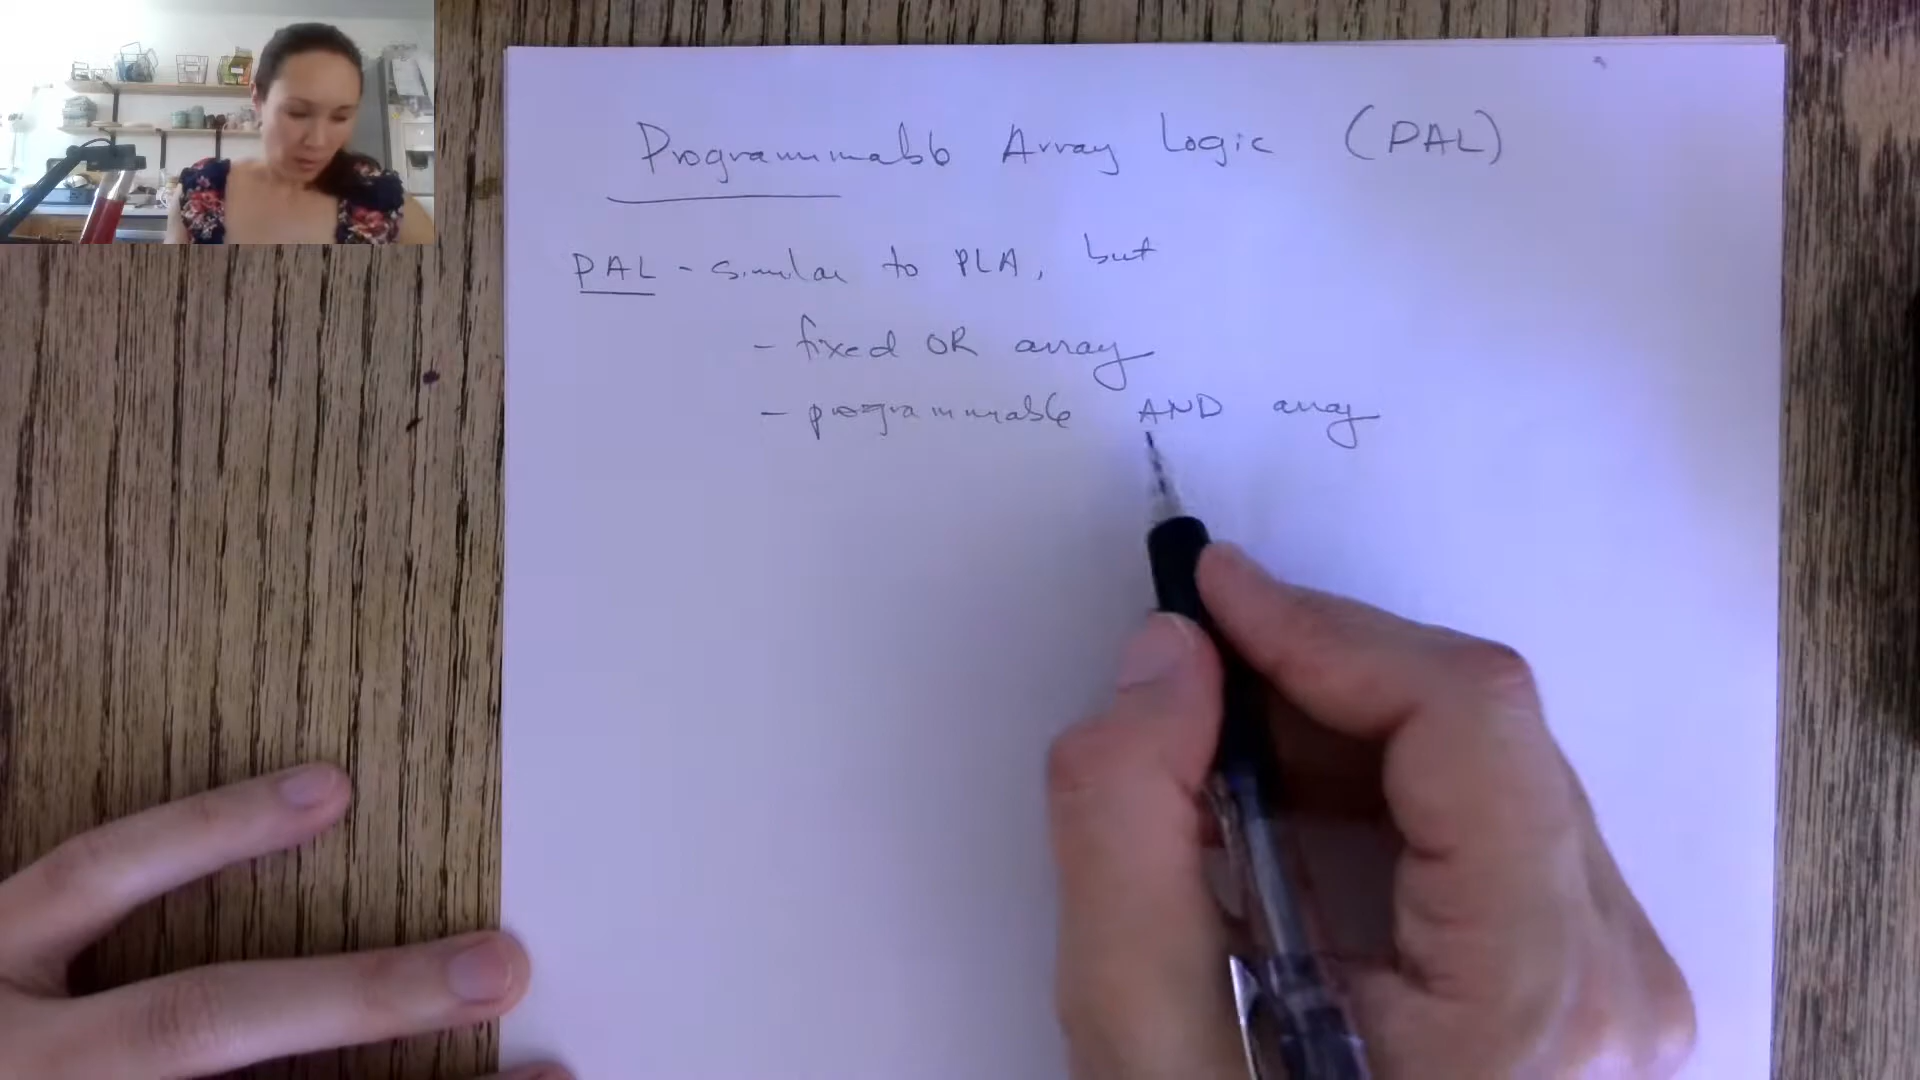 Programmable Array Logic (PAL)
PAL - similar to PLA, but
- fixed OR array
- programmable AND array